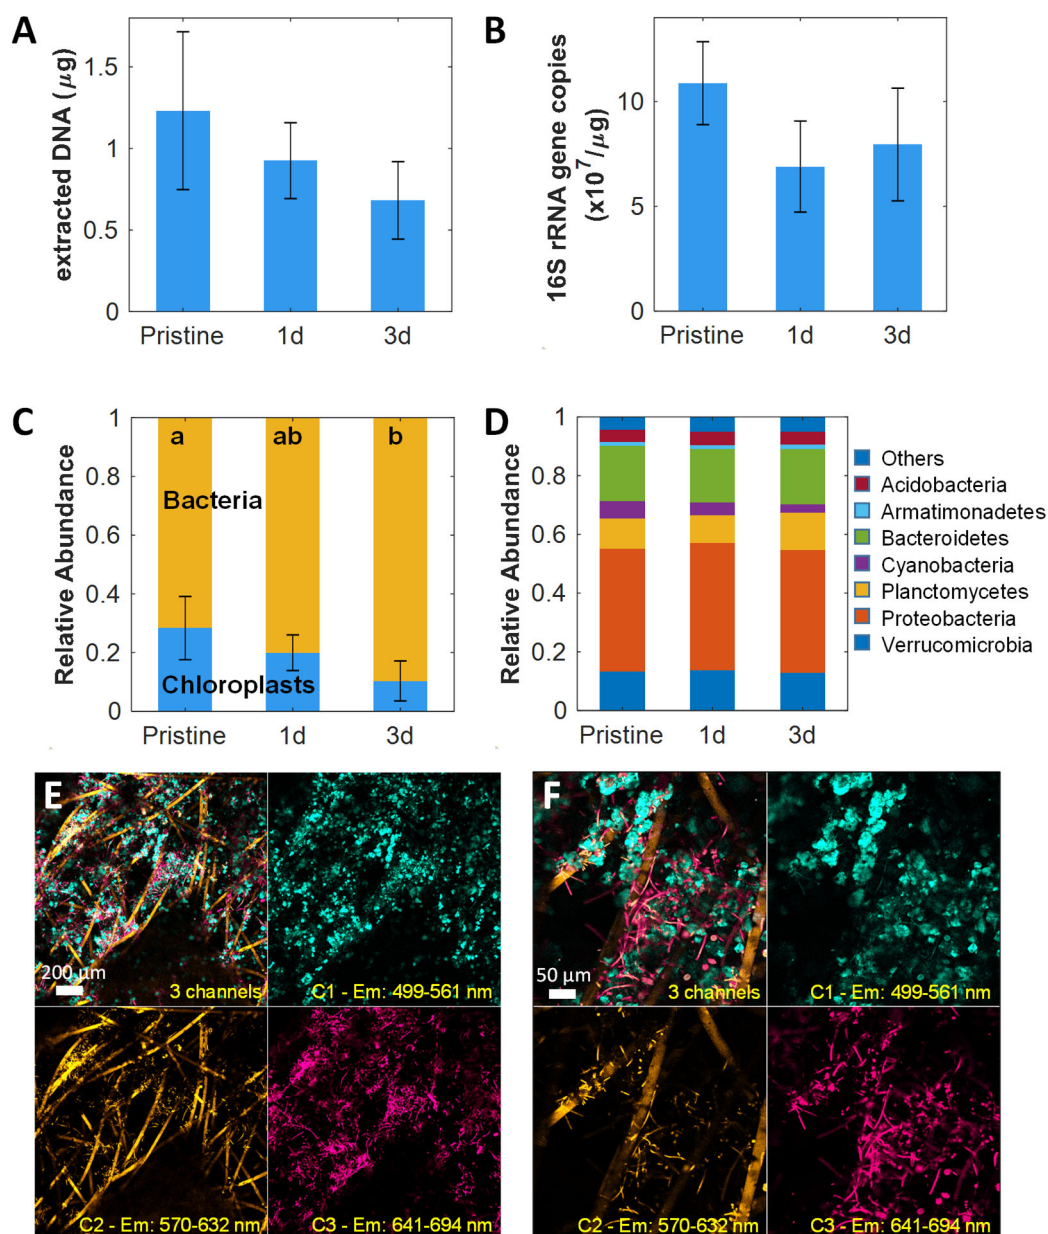 A
extracted DNA (μg)
1.5
1
0.5
0
Pristine
1d
3d
B
16S rRNA gene copies
(x10⁷/μg)
10
5
0
Pristine
1d
3d
C
Relative Abundance
1
0.8
0.6
0.4
0.2
0
a
ab
b
Bacteria
Chloroplasts
Pristine
1d
3d
D
Relative Abundance
1
0.8
0.6
0.4
0.2
0
Pristine
1d
3d
Others
Acidobacteria
Armatimonadetes
Bacteroidetes
Cyanobacteria
Planctomycetes
Proteobacteria
Verrucomicrobia
E
200 μm
3 channels
C1 - Em: 499-561 nm
C2 - Em: 570-632 nm
C3 - Em: 641-694 nm
F
50 μm
3 channels
C1 - Em: 499-561 nm
C2 - Em: 570-632 nm
C3 - Em: 641-694 nm